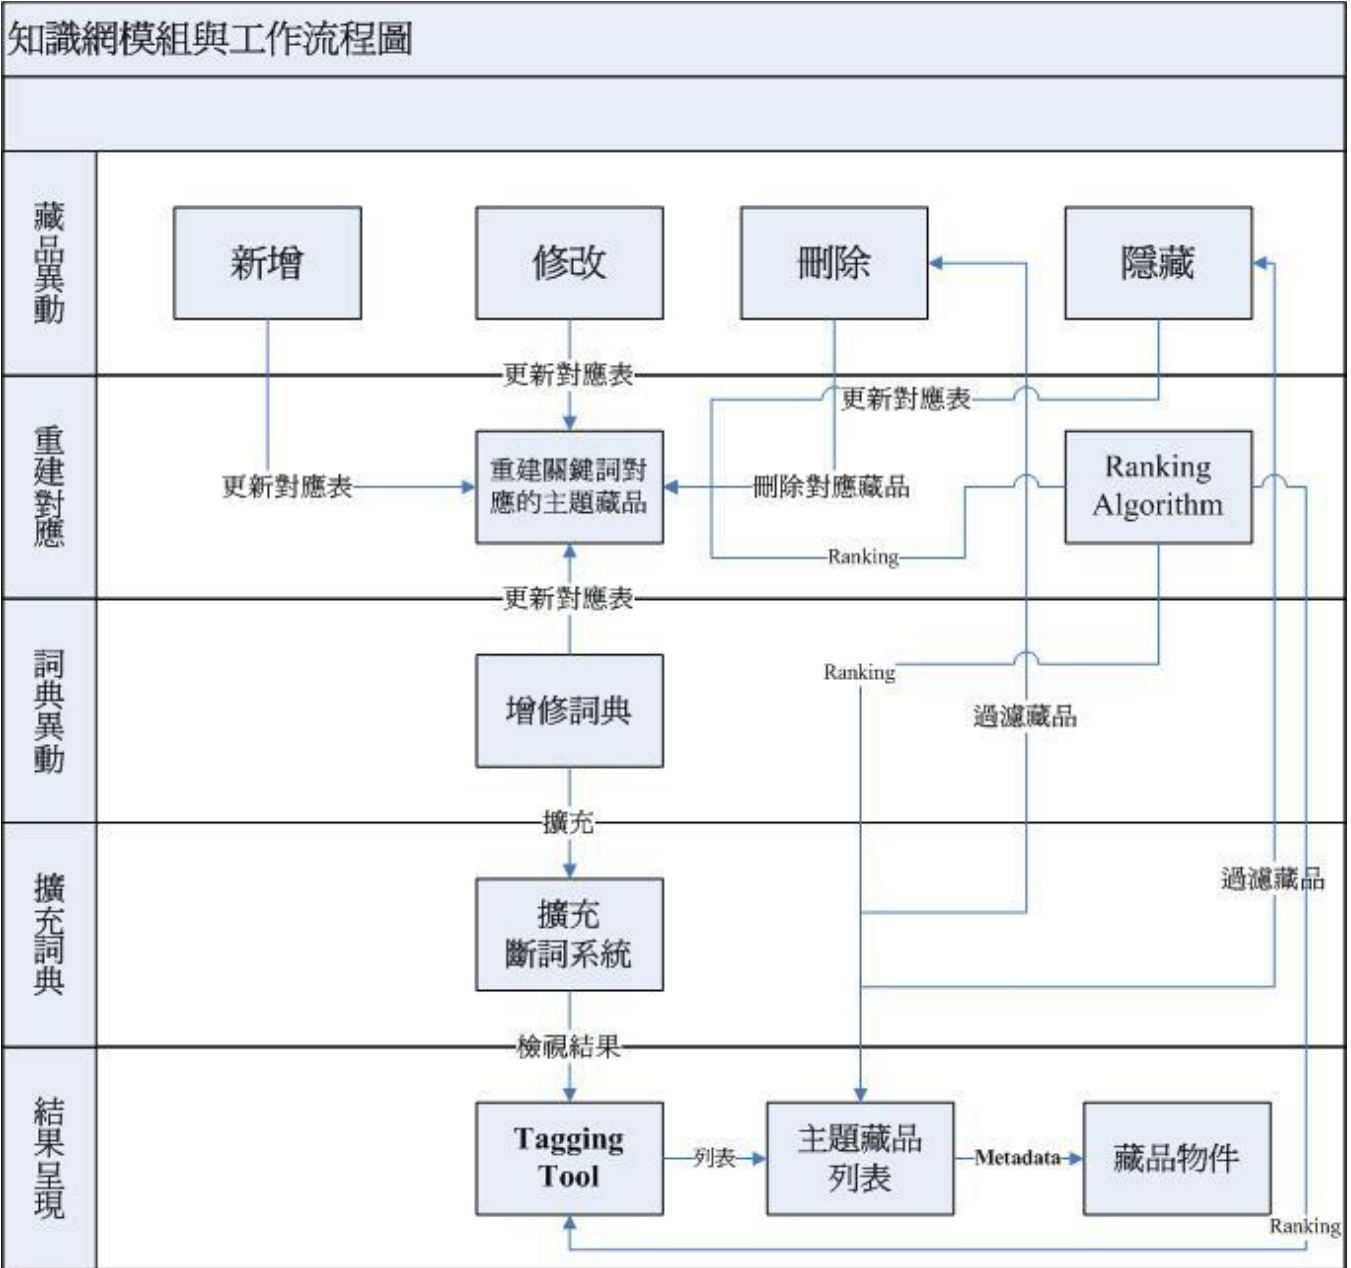 知識網模組與工作流程圖
藏品異動
新增
修改
刪除
隱藏
更新對應表
更新對應表
重建對應
重建關鍵詞對
應的主題藏品
Ranking
Algorithm
更新對應表
刪除對應藏品
Ranking
更新對應表
詞典異動
增修詞典
Ranking
過濾藏品
擴充
擴充詞典
擴充
斷詞系統
過濾藏品
檢視結果
結果呈現
Tagging
Tool
列表
主題藏品
列表
Metadata
藏品物件
Ranking